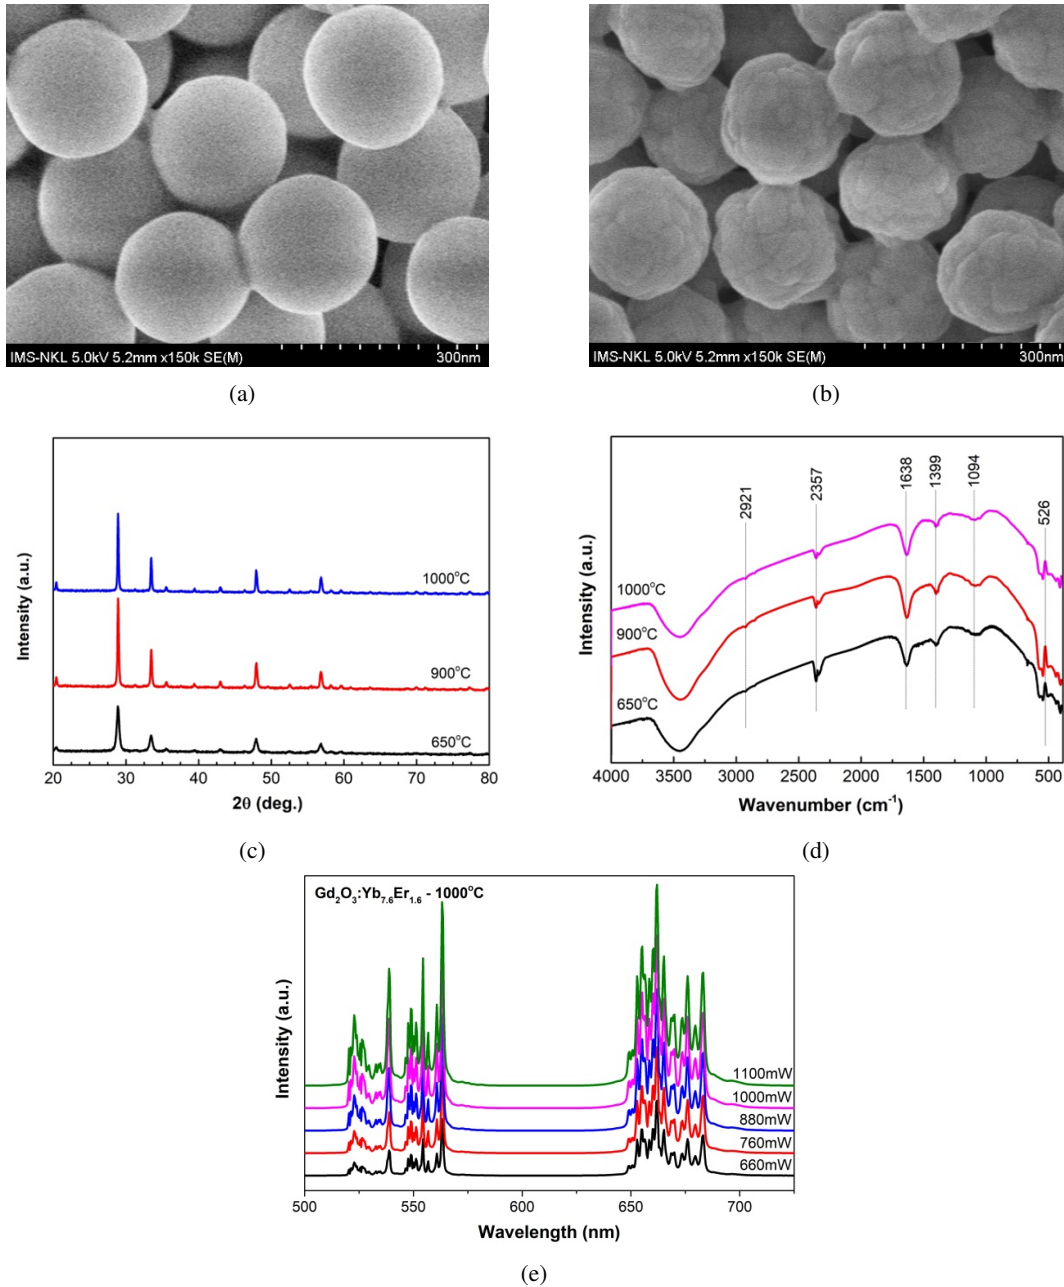 IMS-NKL 5.0kV 5.2mm x150k SE(M) 300nm
IMS-NKL 5.0kV 5.2mm x150k SE(M) 300nm
(a)
(b)
Intensity (a.u.)
1000°C
900°C
650°C
20 30 40 50 60 70 80
2θ (deg.)
(c)
Intensity (a.u.)
2921
2357
1638
1399
1094
526
1000°C
900°C
650°C
4000 3500 3000 2500 2000 1500 1000 500
Wavenumber (cm⁻¹)
(d)
Gd₂O₃:Yb₇.₆Er₁.₆ - 1000°C
Intensity (a.u.)
1100mW
1000mW
880mW
760mW
660mW
500 550 600 650 700
Wavelength (nm)
(e)